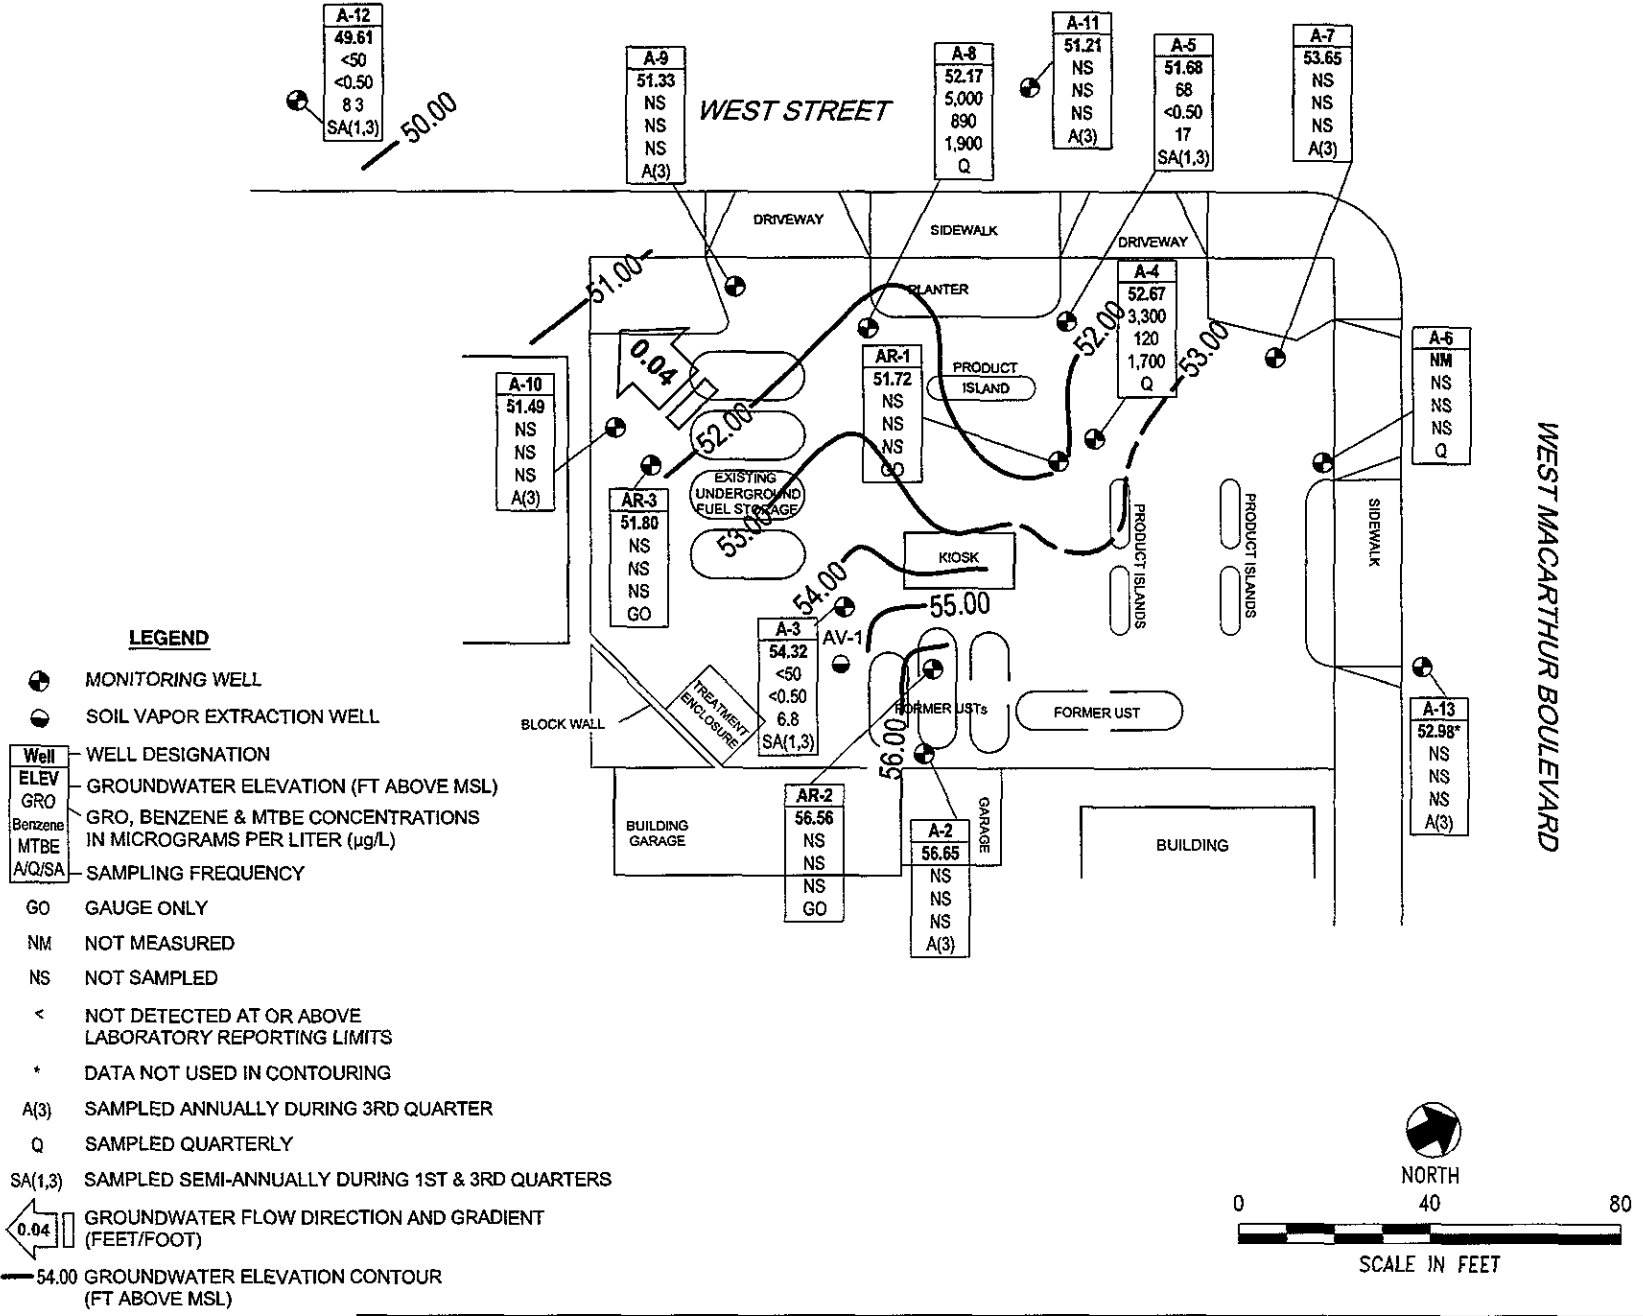 A-12
49.61
<50
<0.50
8 3
SA(1,3)
50.00
A-9
51.33
NS
NS
NS
A(3)
WEST STREET
A-8
52.17
5,000
890
1,900
Q
A-11
51.21
NS
NS
NS
A(3)
A-5
51.68
68
<0.50
17
SA(1,3)
A-7
53.65
NS
NS
NS
A(3)
DRIVEWAY
SIDEWALK
DRIVEWAY
51.00
PLANTER
A-4
52.67
3,300
120
1,700
Q
52.00
53.00
0.04
A-10
51.49
NS
NS
NS
A(3)
AR-1
51.72
NS
NS
NS
GO
PRODUCT
ISLAND
A-6
NM
NS
NS
NS
Q
52.00
EXISTING
UNDERGROUND
FUEL STORAGE
53.00
AR-3
51.80
NS
NS
NS
GO
KIOSK
PRODUCT ISLANDS
PRODUCT ISLANDS
SIDEWALK
WEST MACARTHUR BOULEVARD
54.00
55.00
A-3
54.32
<50
<0.50
6.8
SA(1,3)
AV-1
TREATMENT
ENCLOSURE
BLOCK WALL
FORMER USTs
FORMER UST
56.00
A-13
52.98*
NS
NS
NS
A(3)
BUILDING
GARAGE
AR-2
56.56
NS
NS
NS
GO
A-2
56.65
NS
NS
NS
A(3)
GARAGE
BUILDING
LEGEND
MONITORING WELL
SOIL VAPOR EXTRACTION WELL
Well
WELL DESIGNATION
ELEV
GROUNDWATER ELEVATION (FT ABOVE MSL)
GRO
Benzene
MTBE
GRO, BENZENE & MTBE CONCENTRATIONS
IN MICROGRAMS PER LITER (µg/L)
A/Q/SA
SAMPLING FREQUENCY
GO GAUGE ONLY
NM NOT MEASURED
NS NOT SAMPLED
< NOT DETECTED AT OR ABOVE
LABORATORY REPORTING LIMITS
* DATA NOT USED IN CONTOURING
A(3) SAMPLED ANNUALLY DURING 3RD QUARTER
Q SAMPLED QUARTERLY
SA(1,3) SAMPLED SEMI-ANNUALLY DURING 1ST & 3RD QUARTERS
0.04 GROUNDWATER FLOW DIRECTION AND GRADIENT
(FEET/FOOT)
54.00 GROUNDWATER ELEVATION CONTOUR
(FT ABOVE MSL)
NORTH
0 40 80
SCALE IN FEET